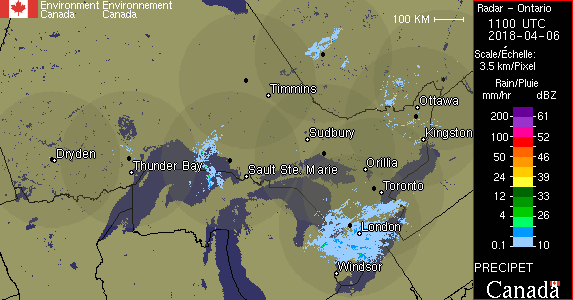 Environment Environnement
Canada Canada
100 KM
Timmins
Ottawa
Sudbury
Kingston
Dryden
Thunder Bay
Sault Ste. Marie
Orillia
Toronto
London
Windsor
Radar - Ontario
1100 UTC
2018-04-06
Scale/Échelle:
3.5 km/Pixel
Rain/Pluie
mm/hr dBZ
200 61
100 52
50 46
24 39
12 33
4 26
0.1 10
PRECIPET
Canada